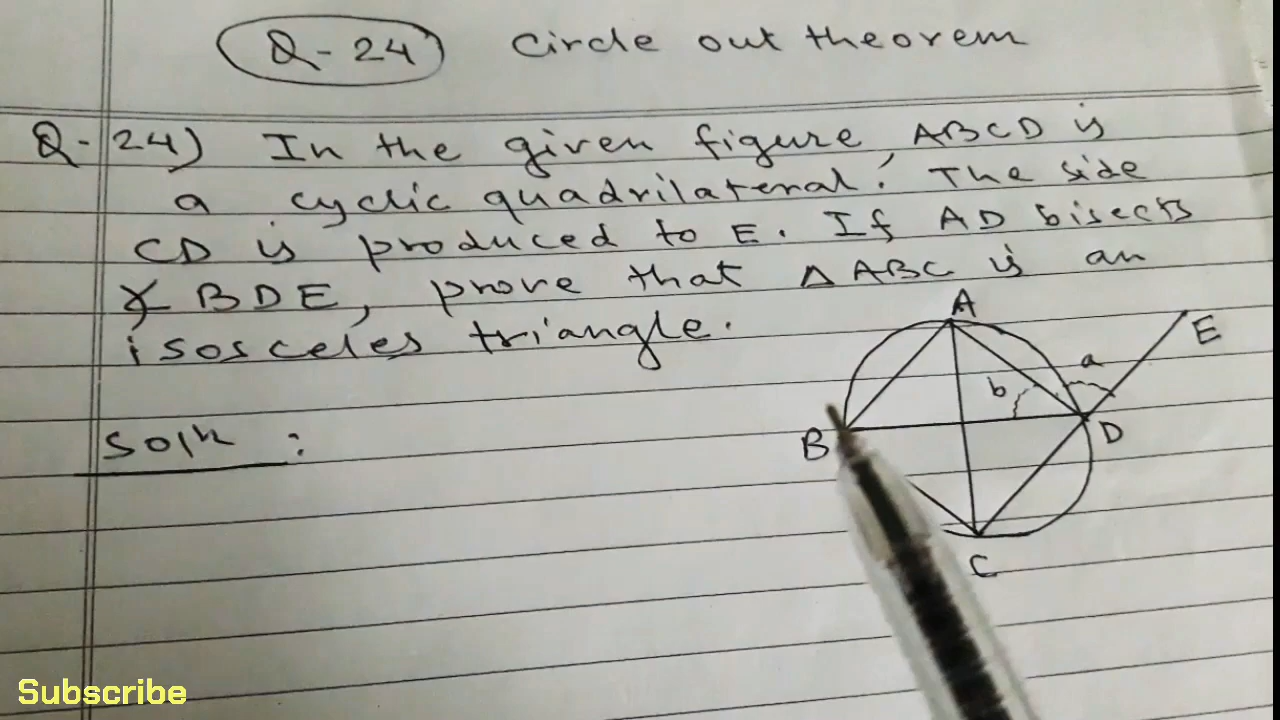 Q-24 Circle out theorem
Q-24) In the given figure, ABCD is
a cyclic quadrilateral. The side
CD is produced to E. If AD bisects
∡ BDE, prove that Δ ABC is an
isosceles triangle.
A
E
a
b
Soln :
B
D
C
Subscribe